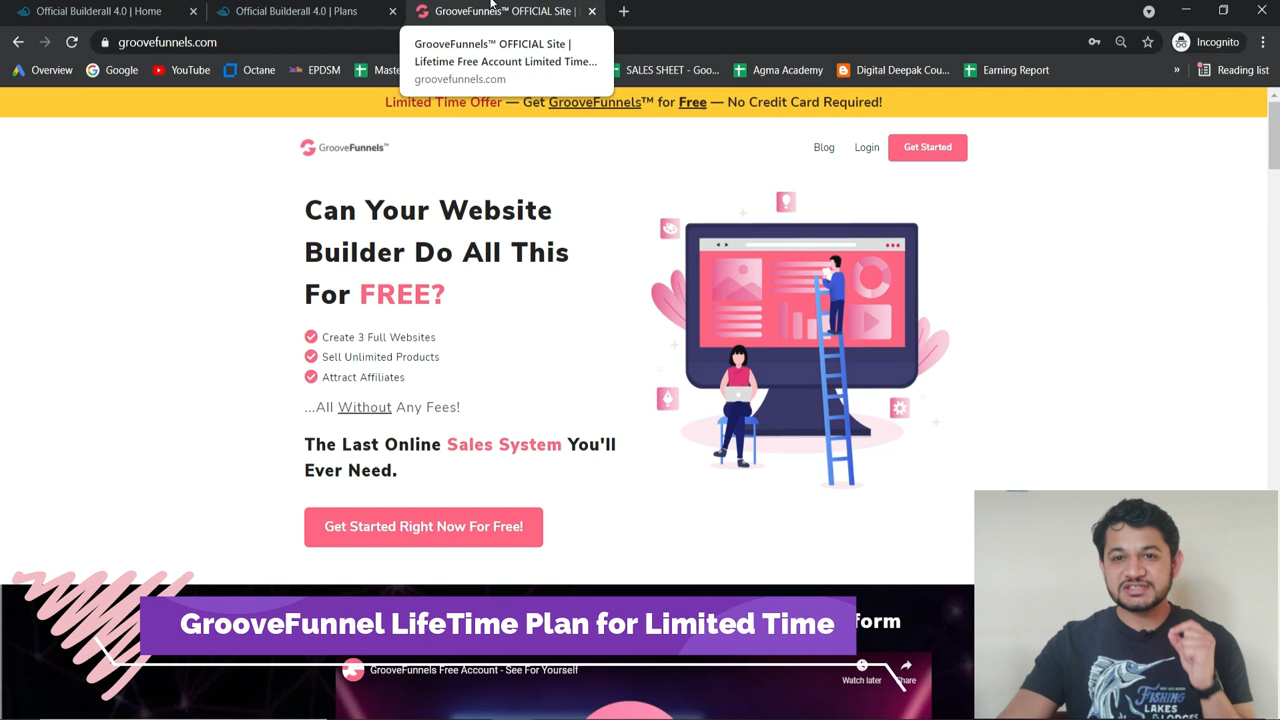 Official Builderall 4.0 | Home
Official Builderall 4.0 | Plans
GrooveFunnels™ OFFICIAL Site |
groovefunnels.com
Incognito
GrooveFunnels™ OFFICIAL Site |
Lifetime Free Account Limited Time...
groovefunnels.com
Overview
Google
YouTube
Octoin
EPDSM
Maste
SALES SHEET - Goo...
Agma Academy
Digital Deepak Cou...
Earning Report
»
Reading list
Limited Time Offer — Get GrooveFunnels™ for Free — No Credit Card Required!
GrooveFunnels™
Blog
Login
Get Started
Can Your Website
Builder Do All This
For FREE?
Create 3 Full Websites
Sell Unlimited Products
Attract Affiliates
...All Without Any Fees!
The Last Online Sales System You'll
Ever Need.
Get Started Right Now For Free!
GrooveFunnel LifeTime Plan for Limited Time
form
GrooveFunnels Free Account - See For Yourself
Watch later
Share
FISHING